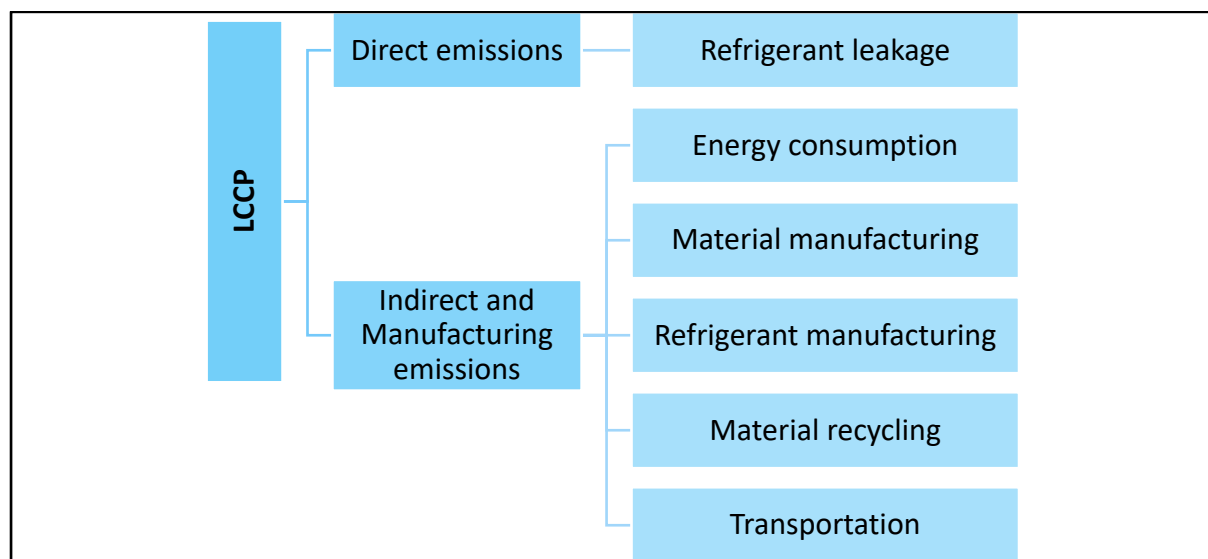 LCCP
Direct emissions
Refrigerant leakage
Indirect and
Manufacturing
emissions
Energy consumption
Material manufacturing
Refrigerant manufacturing
Material recycling
Transportation